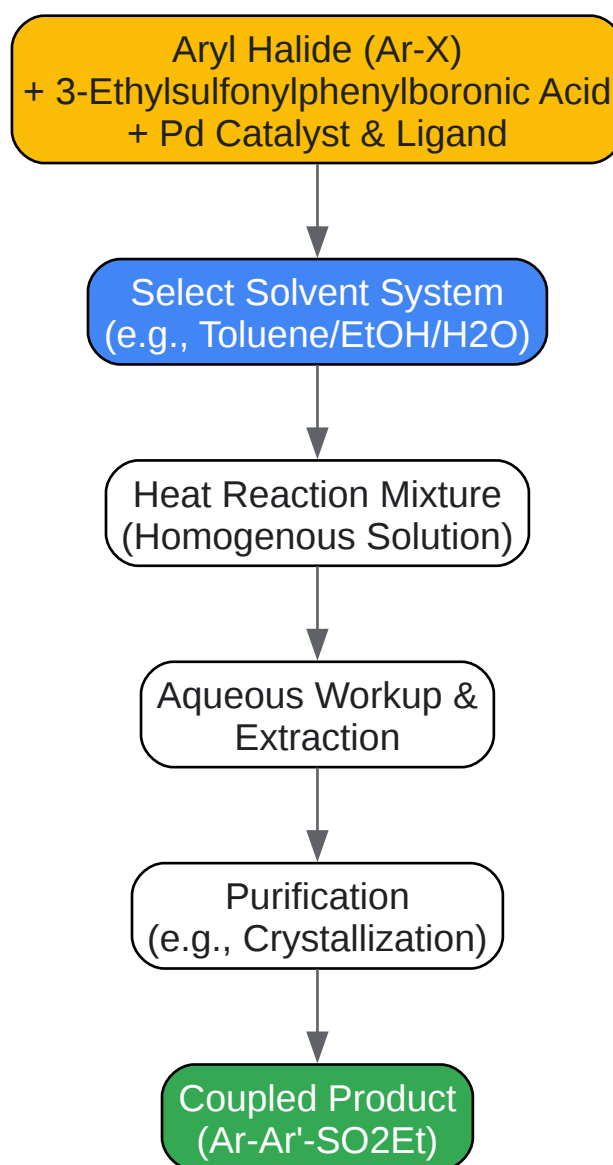 Aryl Halide (Ar-X)
+ 3-Ethylsulfonylphenylboronic Acid
+ Pd Catalyst & Ligand
Select Solvent System
(e.g., Toluene/EtOH/H2O)
Heat Reaction Mixture
(Homogenous Solution)
Aqueous Workup &
Extraction
Purification
(e.g., Crystallization)
Coupled Product
(Ar-Ar'-SO2Et)